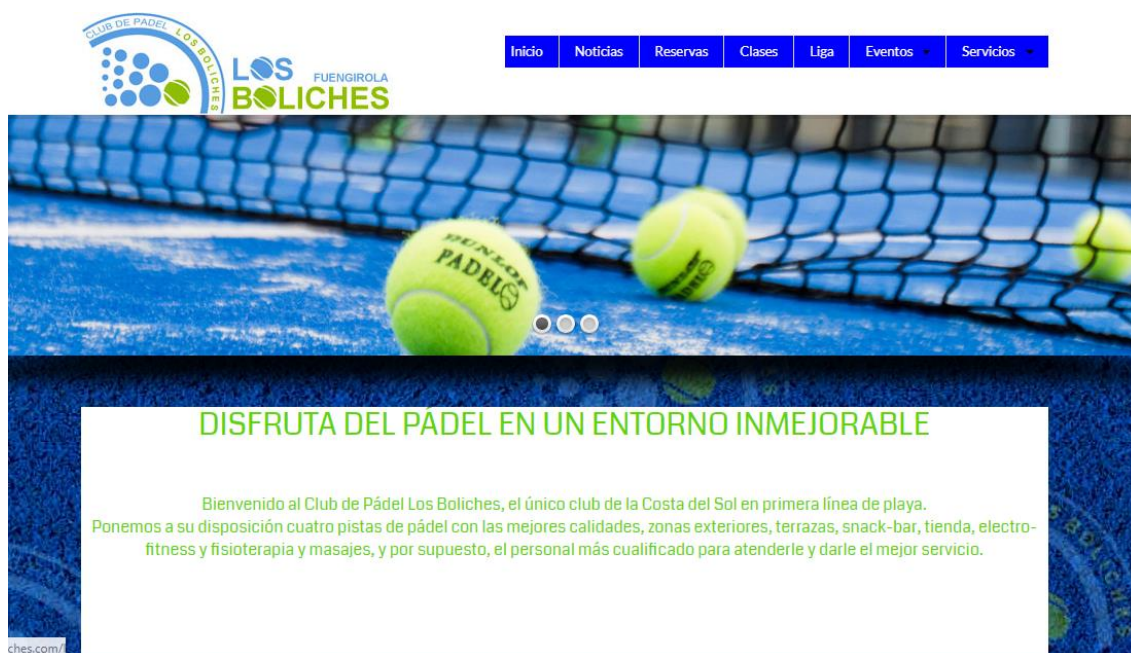 CLUB DE PADEL LOS BOLICHES
LOS
FUENGIROLA
BOLICHES
Inicio Noticias Reservas Clases Liga Eventos Servicios
DUNLOP
PADEL
DISFRUTA DEL PÁDEL EN UN ENTORNO INMEJORABLE
Bienvenido al Club de Pádel Los Boliches, el único club de la Costa del Sol en primera línea de playa.
Ponemos a su disposición cuatro pistas de pádel con las mejores calidades, zonas exteriores, terrazas, snack-bar, tienda, electro-
fitness y fisioterapia y masajes, y por supuesto, el personal más cualificado para atenderle y darle el mejor servicio.
ches.com/